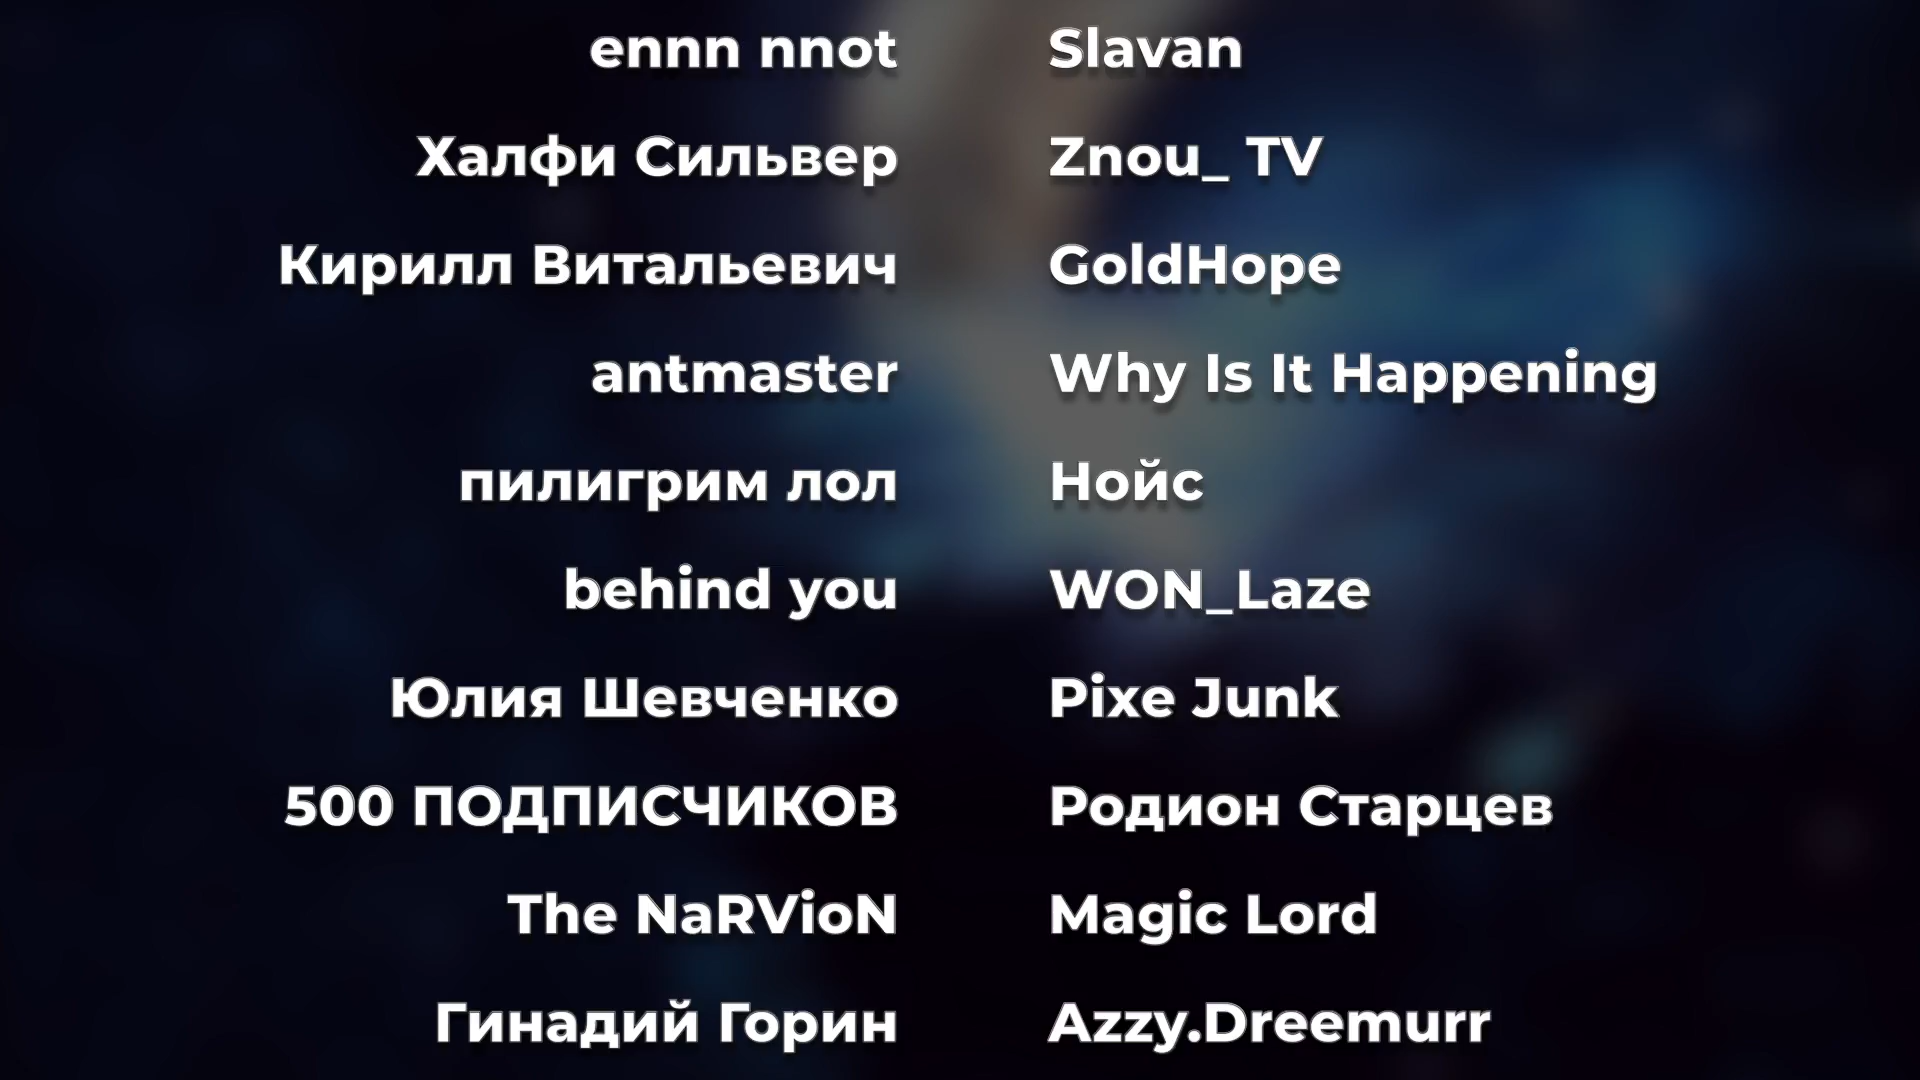 ennn nnot Slavan
Халфи Сильвер Znou_ TV
Кирилл Витальевич GoldHope
antmaster Why Is It Happening
пилигрим лол Нойс
behind you WON_Laze
Юлия Шевченко Pixe Junk
500 ПОДПИСЧИКОВ Родион Старцев
The NaRVioN Magic Lord
Гинадий Горин Azzy.Dreemurr